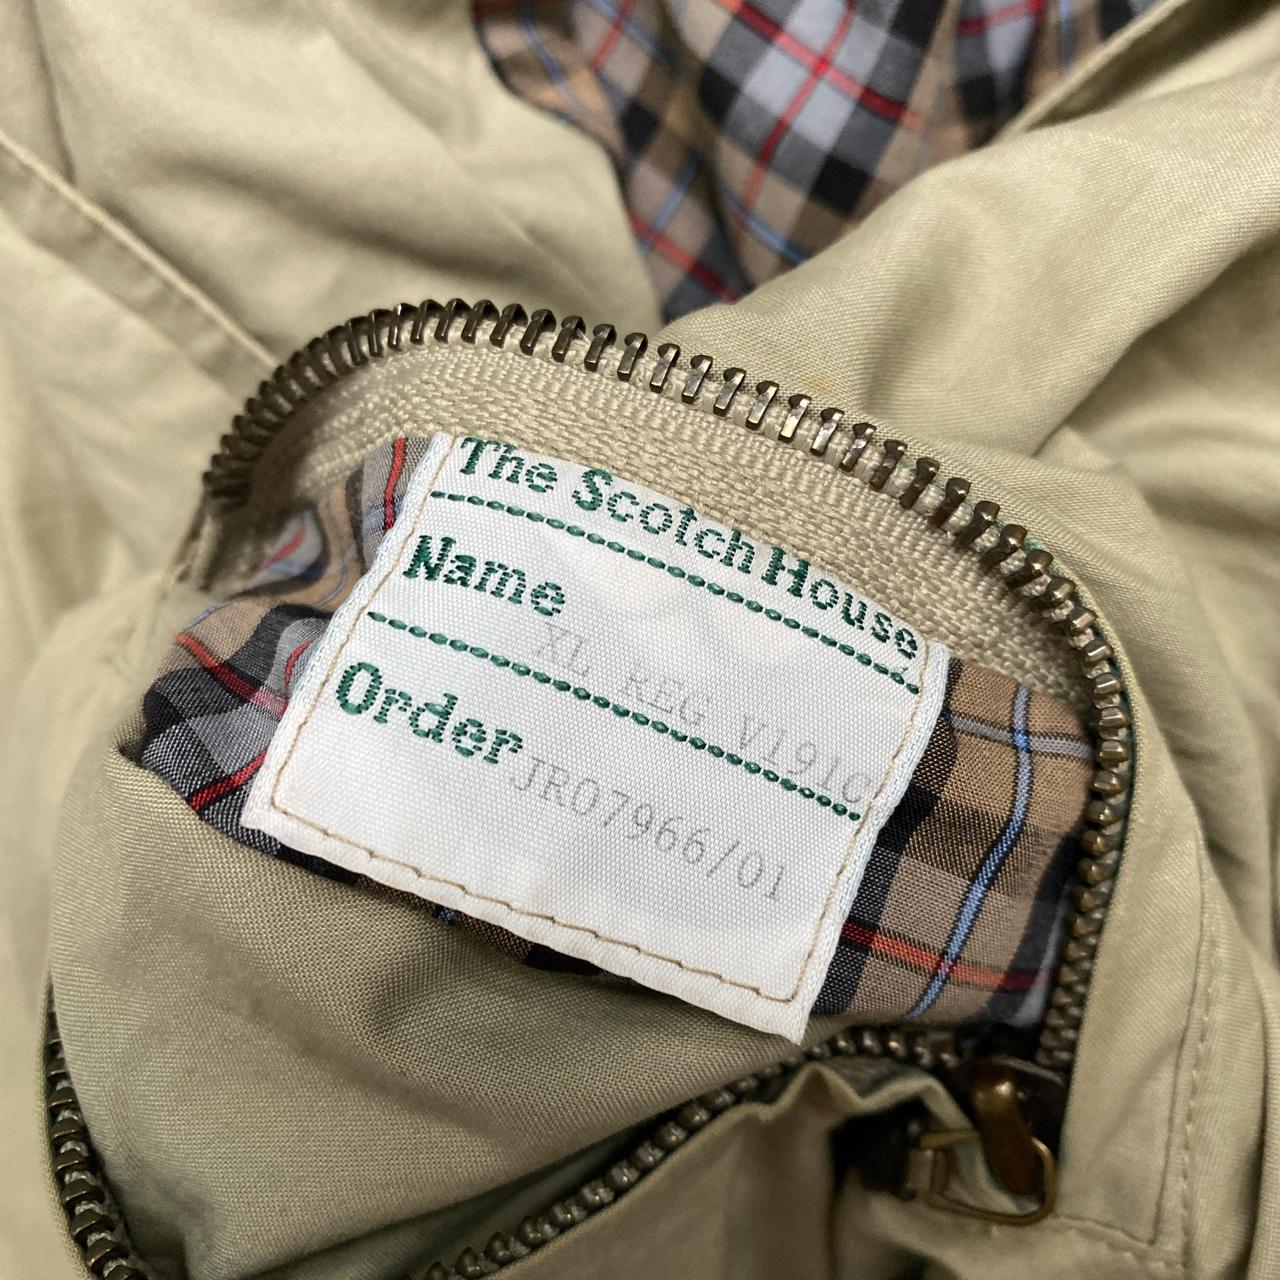 The Scotch House
Name
XL REG V191C
Order JR07966/01